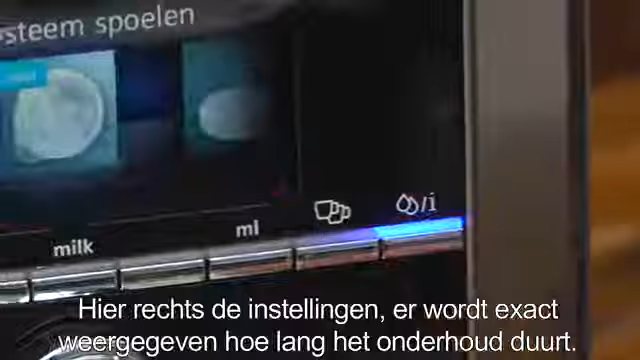 steem spoelen
milk
ml
/i
Hier rechts de instellingen, er wordt exact
weergegeven hoe lang het onderhoud duurt.